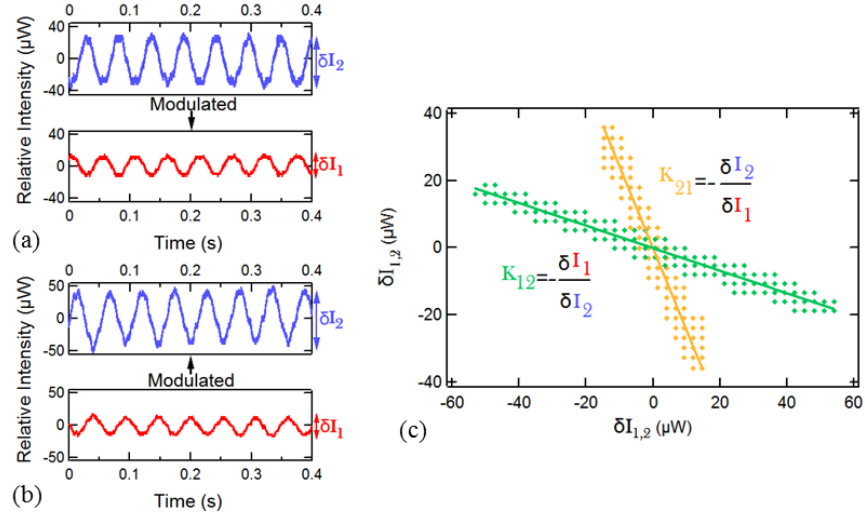 0 0.1 0.2 0.3 0.4
40
0
-40
δI2
Modulated
40
0
-40
δI1
Relative Intensity (µW)
0 0.1 0.2 0.3 0.4
Time (s)
(a)
0 0.1 0.2 0.3 0.4
50
0
-50
δI2
Modulated
50
0
-50
δI1
Relative Intensity (µW)
0 0.1 0.2 0.3 0.4
Time (s)
(b)
40
20
0
-20
-40
δI1,2 (µW)
K21=-δI2/δI1
K12=-δI1/δI2
-60 -40 -20 0 20 40 60
δI1,2 (µW)
(c)